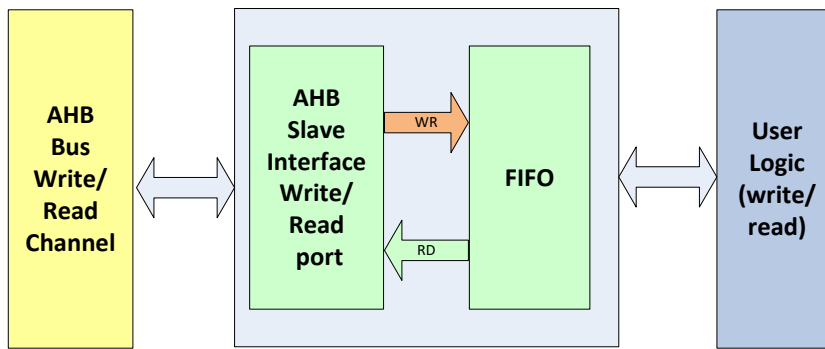 AHB
Bus
Write/
Read
Channel
AHB
Slave
Interface
Write/
Read
port
WR
RD
FIFO
User
Logic
(write/
read)